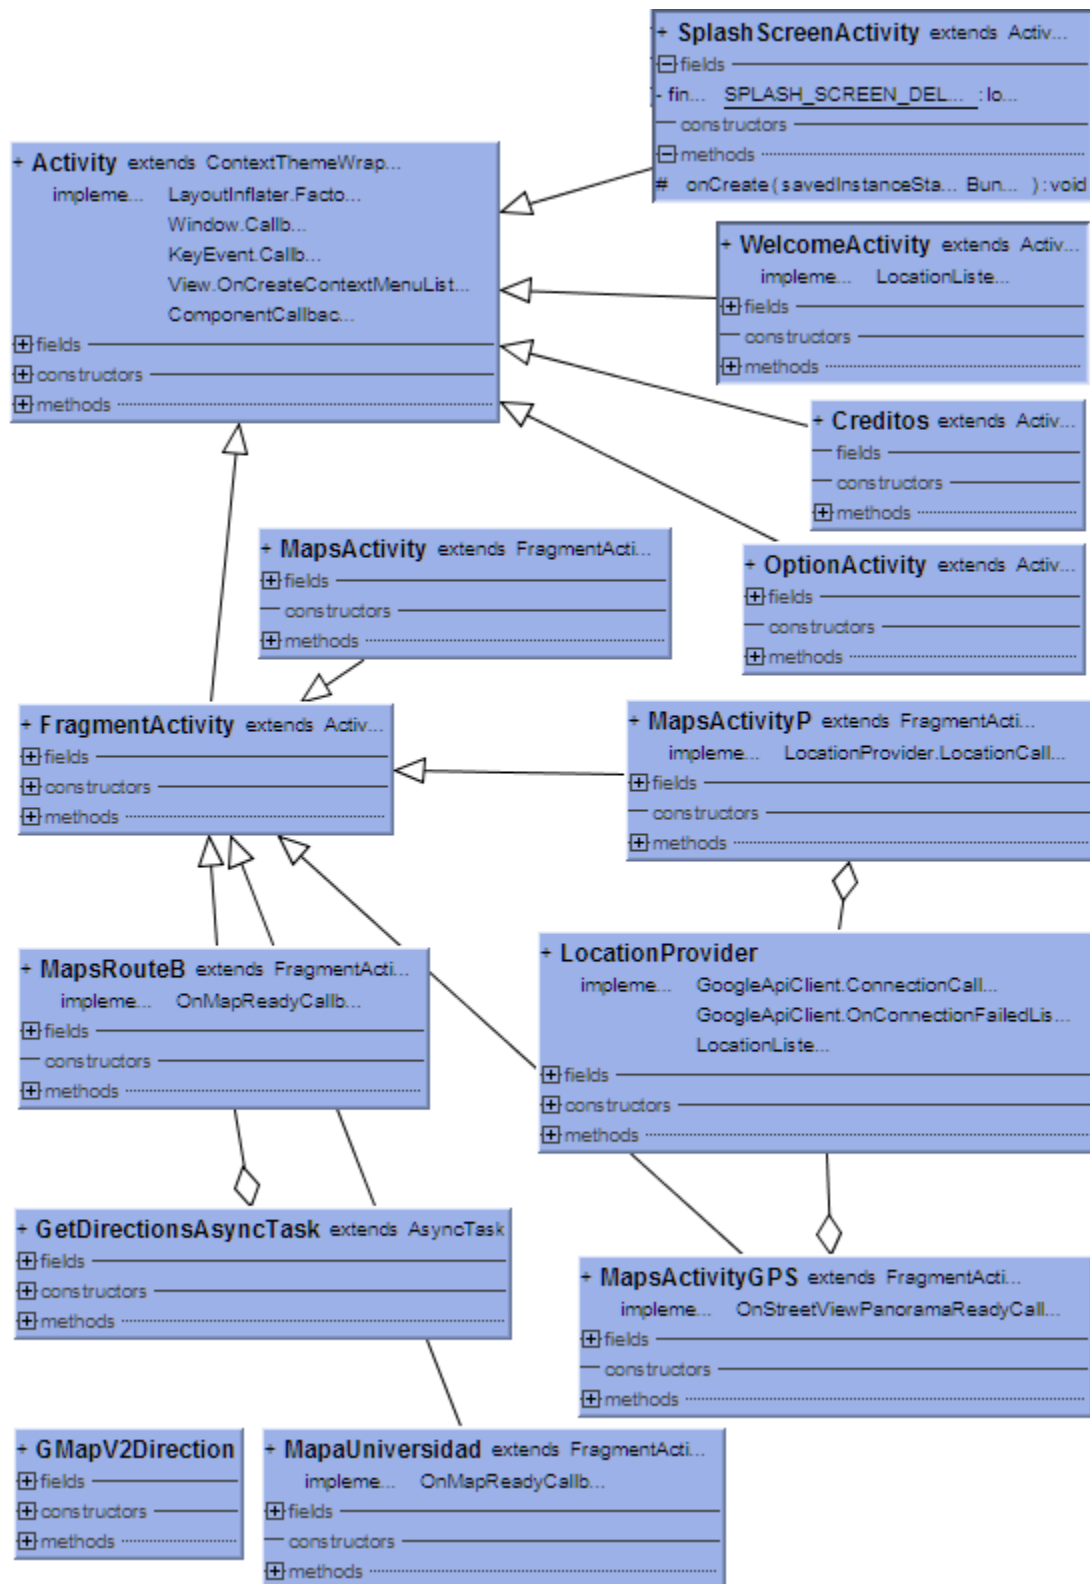 + SplashScreenActivity extends Activ...
fields
- fin... SPLASH_SCREEN_DEL... : lo...
constructors
methods
# onCreate ( savedInstanceSta... Bun... ) : void
+ Activity extends ContextThemeWrap...
impleme... LayoutInflater.Facto...
Window.Callb...
KeyEvent.Callb...
View.OnCreateContextMenuList...
ComponentCallbac...
fields
constructors
methods
+ WelcomeActivity extends Activ...
impleme... LocationListe...
fields
constructors
methods
+ Creditos extends Activ...
fields
constructors
methods
+ MapsActivity extends FragmentActi...
fields
constructors
methods
+ OptionActivity extends Activ...
fields
constructors
methods
+ FragmentActivity extends Activ...
fields
constructors
methods
+ MapsActivityP extends FragmentActi...
impleme... LocationProvider.LocationCall...
fields
constructors
methods
+ MapsRouteB extends FragmentActi...
impleme... OnMapReadyCallb...
fields
constructors
methods
+ LocationProvider
impleme... GoogleApiClient.ConnectionCall...
GoogleApiClient.OnConnectionFailedLis...
LocationListe...
fields
constructors
methods
+ GetDirectionsAsyncTask extends AsyncTask
fields
constructors
methods
+ MapsActivityGPS extends FragmentActi...
impleme... OnStreetViewPanoramaReadyCall...
fields
constructors
methods
+ GMapV2Direction
fields
constructors
methods
+ MapaUniversidad extends FragmentActi...
impleme... OnMapReadyCallb...
fields
constructors
methods